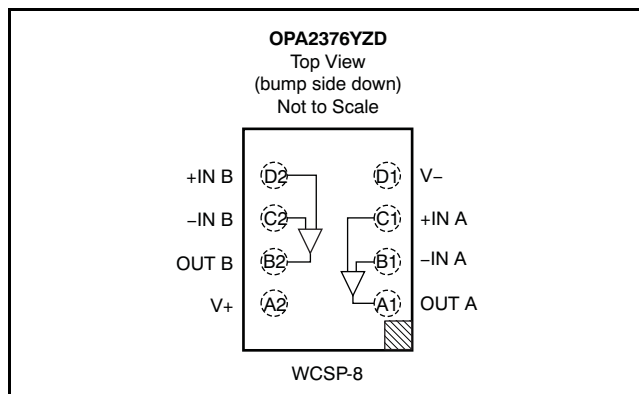 OPA2376YZD
Top View
(bump side down)
Not to Scale
+IN B D2 D1 V−
−IN B C2 C1 +IN A
OUT B B2 B1 −IN A
V+ A2 A1 OUT A
WCSP-8